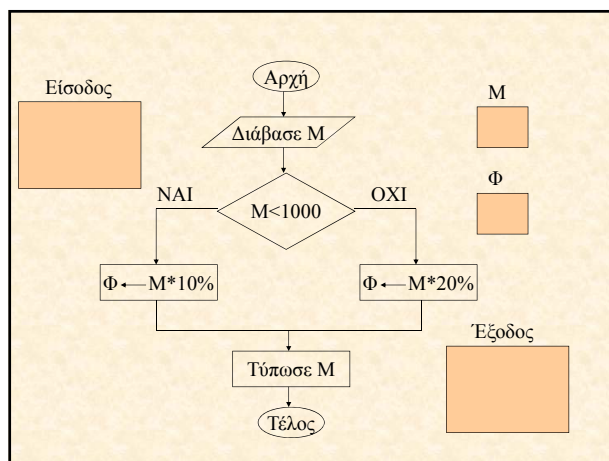 Αρχή
Είσοδος
Μ
Διάβασε Μ
ΝΑΙ
ΟΧΙ
Φ
Μ<1000
Φ ← Μ*10%
Φ ← Μ*20%
Έξοδος
Τύπωσε Μ
Τέλος